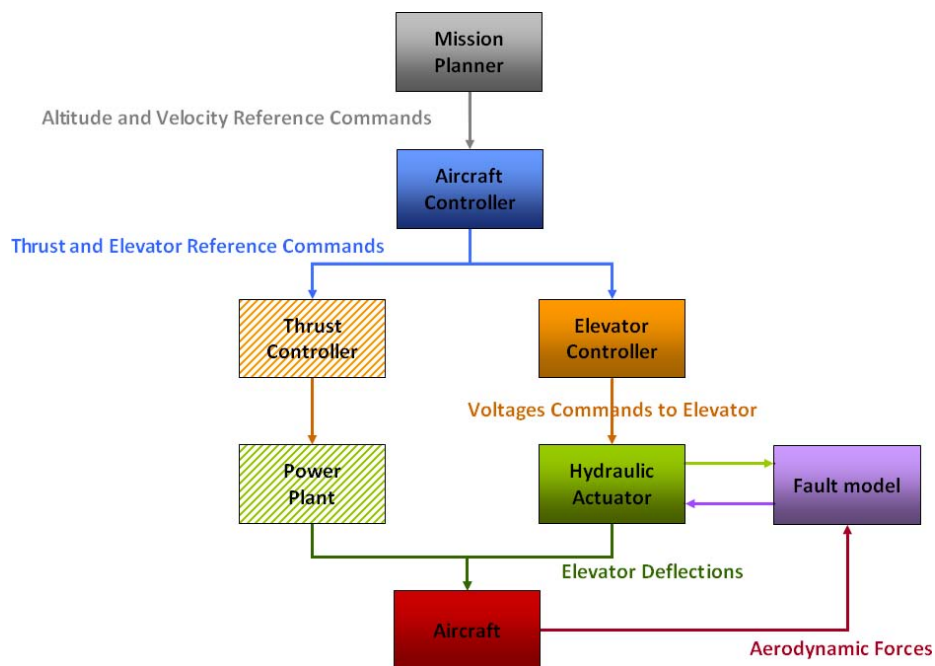 Mission
Planner
Altitude and Velocity Reference Commands
Aircraft
Controller
Thrust and Elevator Reference Commands
Thrust
Controller
Elevator
Controller
Voltages Commands to Elevator
Power
Plant
Hydraulic
Actuator
Fault model
Elevator Deflections
Aircraft
Aerodynamic Forces